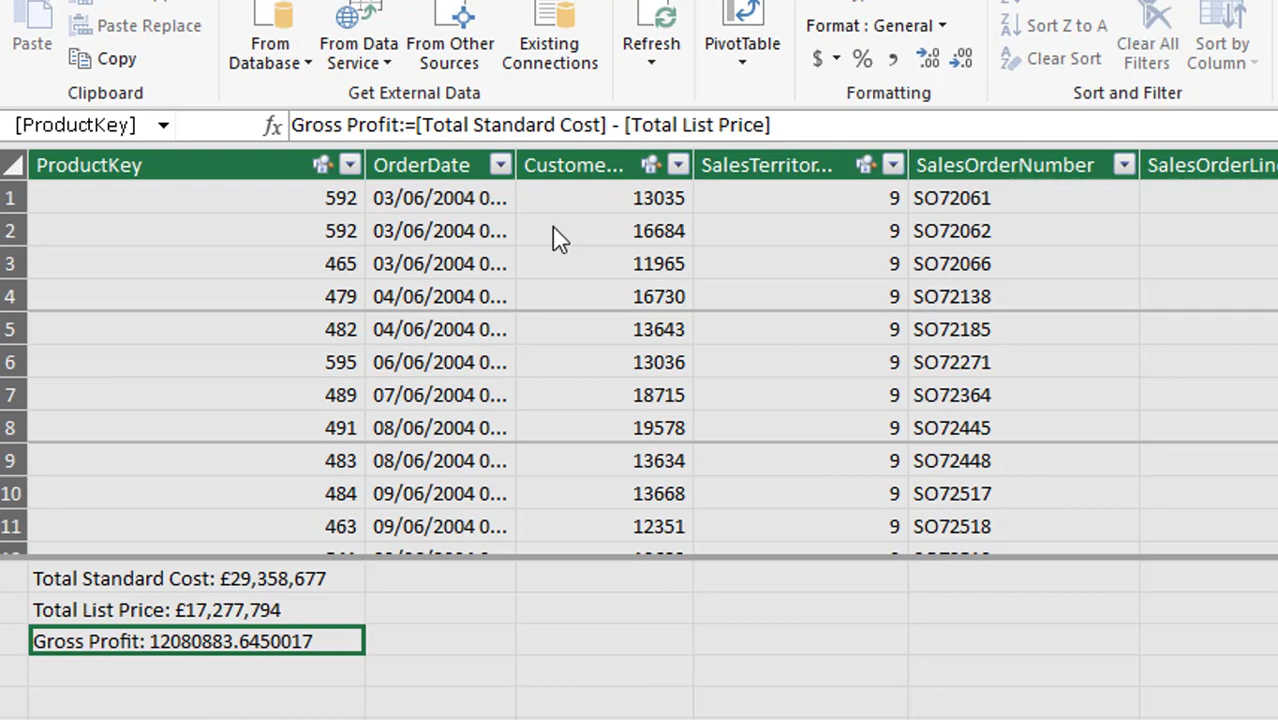 Paste
Paste Replace
Copy
Clipboard
From Database
From Data Service
From Other Sources
Existing Connections
Get External Data
Refresh
PivotTable
Format : General
$ % , .00
Formatting
Sort Z to A
Clear Sort
Clear All Filters
Sort by Column
Sort and Filter
[ProductKey] fx Gross Profit:=[Total Standard Cost] - [Total List Price]
ProductKey OrderDate Custome... SalesTerritor... SalesOrderNumber SalesOrderLin
1 592 03/06/2004 0... 13035 9 SO72061
2 592 03/06/2004 0... 16684 9 SO72062
3 465 03/06/2004 0... 11965 9 SO72066
4 479 04/06/2004 0... 16730 9 SO72138
5 482 04/06/2004 0... 13643 9 SO72185
6 595 06/06/2004 0... 13036 9 SO72271
7 489 07/06/2004 0... 18715 9 SO72364
8 491 08/06/2004 0... 19578 9 SO72445
9 483 08/06/2004 0... 13634 9 SO72448
10 484 09/06/2004 0... 13668 9 SO72517
11 463 09/06/2004 0... 12351 9 SO72518
Total Standard Cost: £29,358,677
Total List Price: £17,277,794
Gross Profit: 12080883.6450017